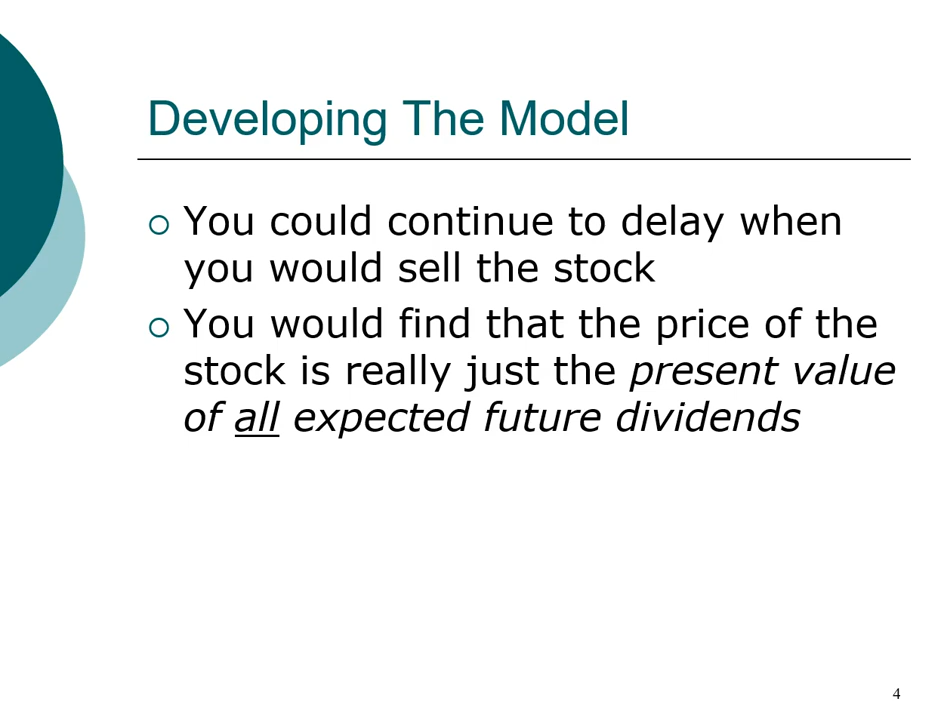 Developing The Model
You could continue to delay when
you would sell the stock
You would find that the price of the
stock is really just the present value
of all expected future dividends
4